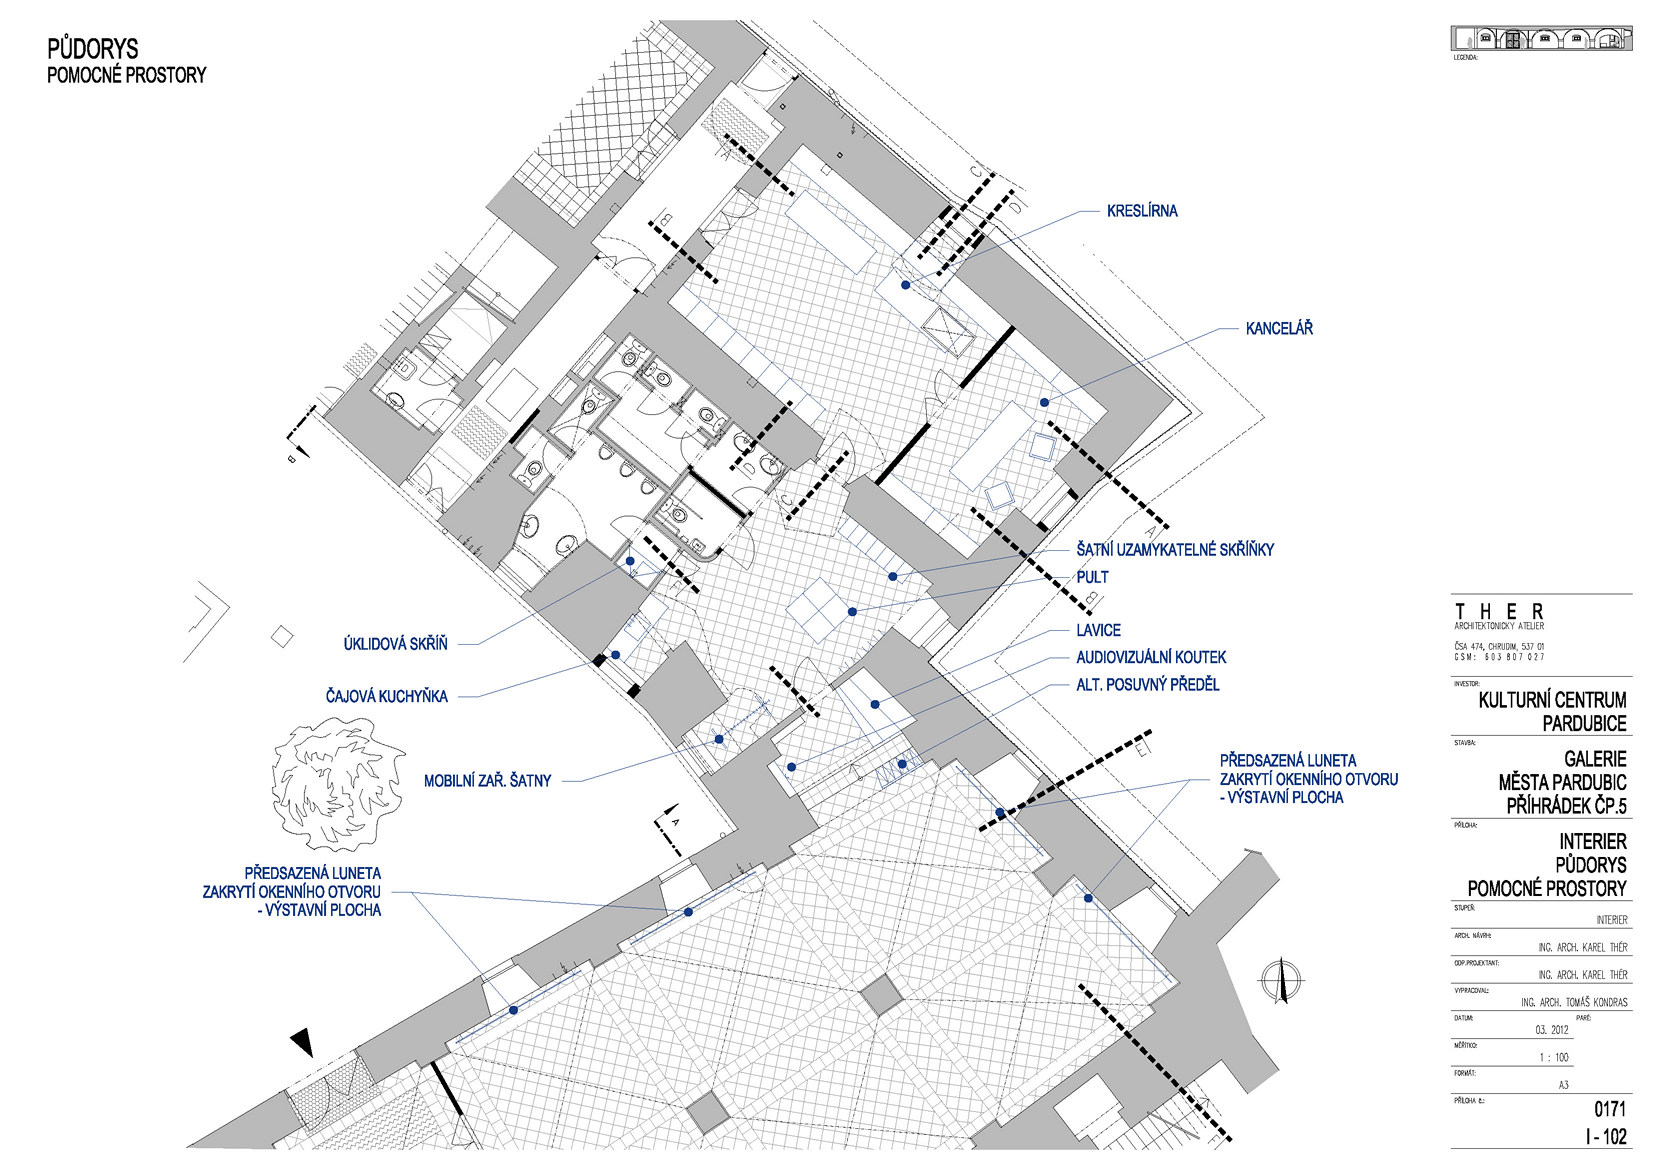 PŮDORYS
POMOCNÉ PROSTORY
LEGENDA:
KRESLÍRNA
KANCELÁŘ
ŠATNÍ UZAMYKATELNÉ SKŘÍŇKY
PULT
LAVICE
AUDIOVIZUÁLNÍ KOUTEK
ALT. POSUVNÝ PŘEDĚL
ÚKLIDOVÁ SKŘÍŇ
ČAJOVÁ KUCHYŇKA
MOBILNÍ ZAŘ. ŠATNY
PŘEDSAZENÁ LUNETA
ZAKRYTÍ OKENNÍHO OTVORU
- VÝSTAVNÍ PLOCHA
PŘEDSAZENÁ LUNETA
ZAKRYTÍ OKENNÍHO OTVORU
- VÝSTAVNÍ PLOCHA
A
B
C
D
A
B
C
D
E
B
A
THER
ARCHITEKTONICKÝ ATELIER
ČSA 474, CHRUDIM, 537 01
GSM: 603 807 027
INVESTOR:
KULTURNÍ CENTRUM
PARDUBICE
STAVBA:
GALERIE
MĚSTA PARDUBIC
PŘÍHRÁDEK ČP.5
PŘÍLOHA:
INTERIER
PŮDORYS
POMOCNÉ PROSTORY
STUPEŇ:
INTERIER
ARCH. NÁVRH:
ING. ARCH. KAREL THÉR
ODP.PROJEKTANT:
ING. ARCH. KAREL THÉR
VYPRACOVAL:
ING. ARCH. TOMÁŠ KONDRAS
DATUM:
PARÉ:
03. 2012
MĚŘÍTKO:
1 : 100
FORMÁT:
A3
PŘÍLOHA č.:
0171
I - 102